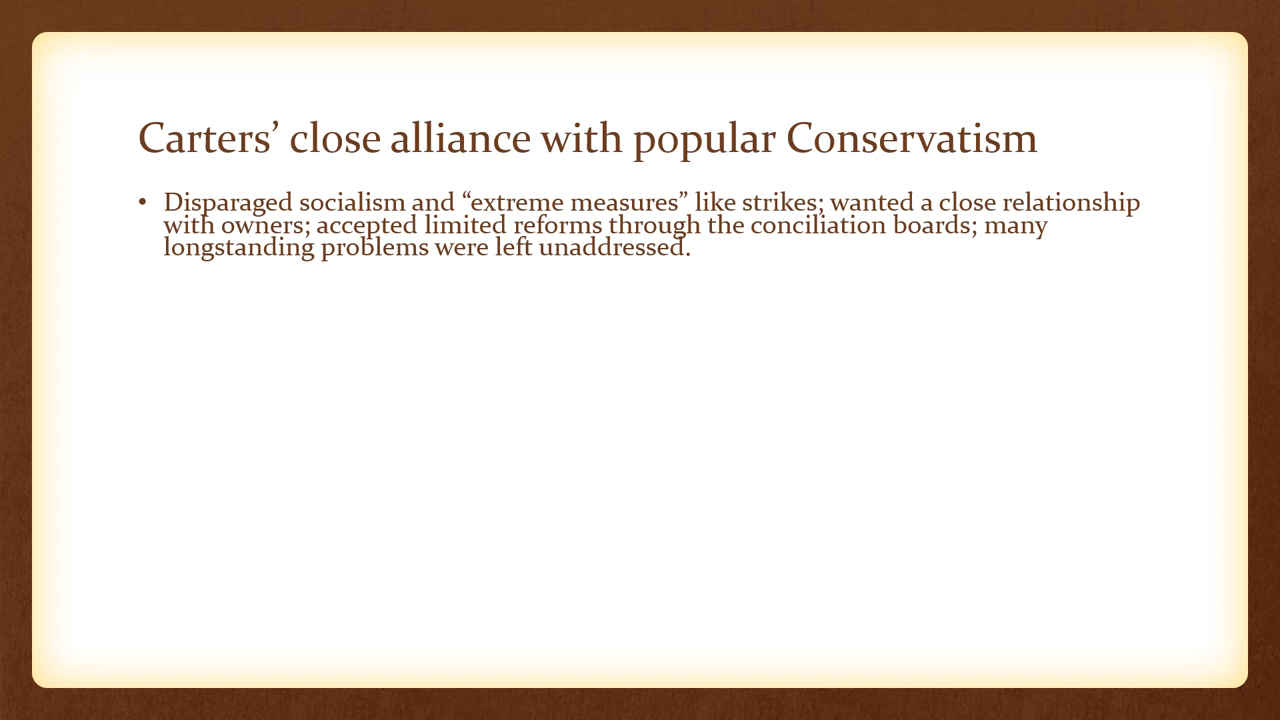 Carters’ close alliance with popular Conservatism
• Disparaged socialism and “extreme measures” like strikes; wanted a close relationship
with owners; accepted limited reforms through the conciliation boards; many
longstanding problems were left unaddressed.